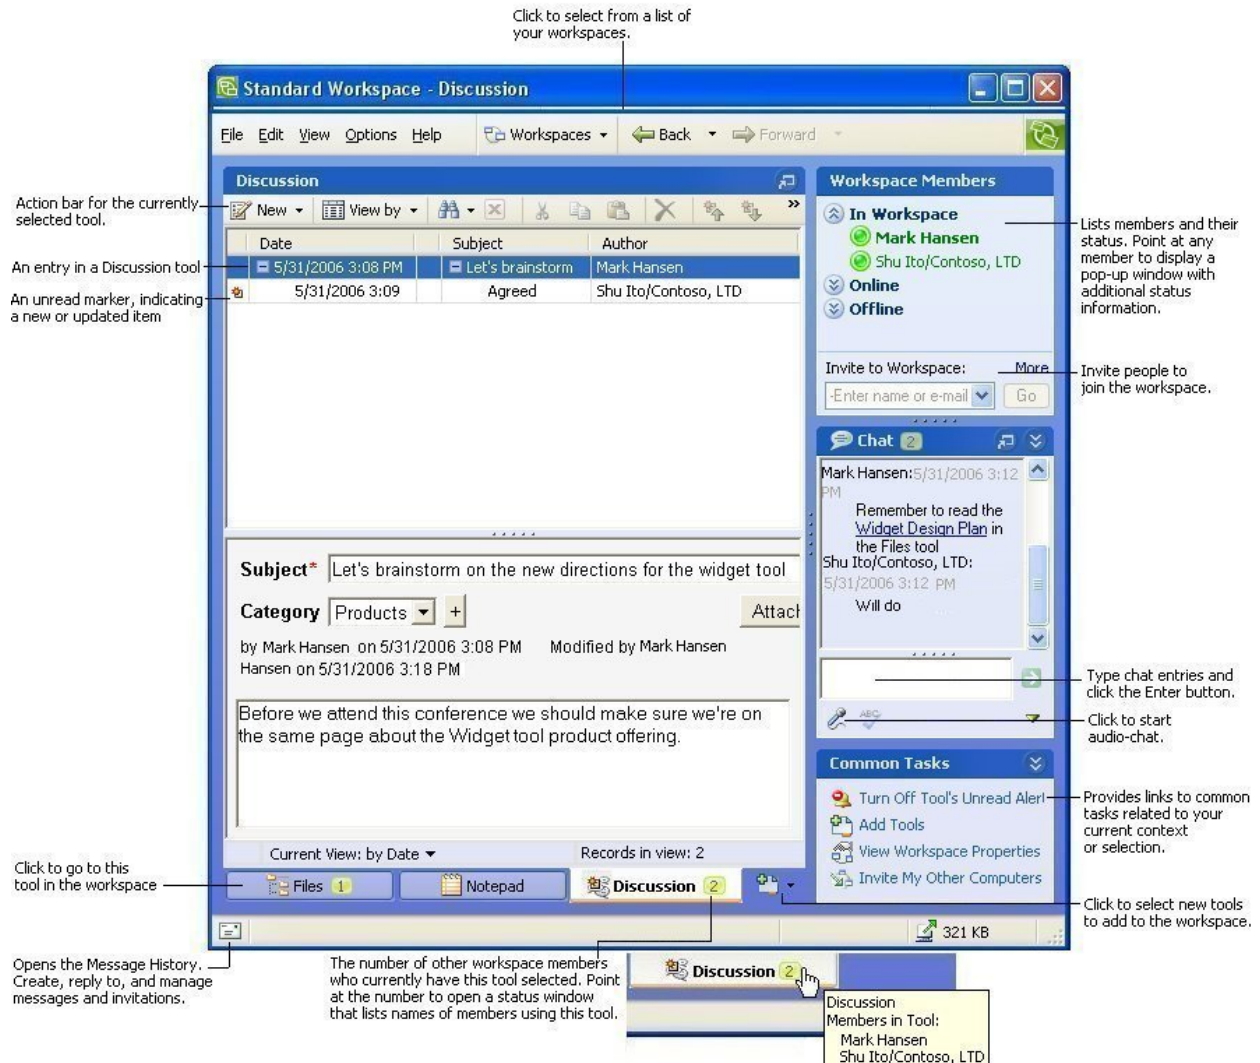 Click to select from a list of
your workspaces.
Standard Workspace - Discussion
File Edit View Options Help Workspaces Back Forward
Discussion
Workspace Members
Action bar for the currently
selected tool.
New View by »
In Workspace
Mark Hansen
Shu Ito/Contoso, LTD
Online
Offline
Lists members and their
status. Point at any
member to display a
pop-up window with
additional status
information.
Date Subject Author
An entry in a Discussion tool
5/31/2006 3:08 PM Let's brainstorm Mark Hansen
An unread marker, indicating
a new or updated item
5/31/2006 3:09 Agreed Shu Ito/Contoso, LTD
Invite to Workspace: More
-Enter name or e-mail Go
Invite people to
join the workspace.
Chat 2
Mark Hansen:5/31/2006 3:12
PM
Remember to read the
Widget Design Plan in
the Files tool
Shu Ito/Contoso, LTD:
5/31/2006 3:12 PM
Will do
Subject* Let's brainstorm on the new directions for the widget tool
Category Products + Attach
by Mark Hansen on 5/31/2006 3:08 PM Modified by Mark Hansen
Hansen on 5/31/2006 3:18 PM
Before we attend this conference we should make sure we're on
the same page about the Widget tool product offering.
Type chat entries and
click the Enter button.
ABC
Click to start
audio-chat.
Common Tasks
Turn Off Tool's Unread Alert
Add Tools
View Workspace Properties
Invite My Other Computers
Provides links to common
tasks related to your
current context
or selection.
Current View: by Date Records in view: 2
Click to go to this
tool in the workspace
Files 1 Notepad Discussion 2
Click to select new tools
to add to the workspace.
321 KB
Opens the Message History.
Create, reply to, and manage
messages and invitations.
The number of other workspace members
who currently have this tool selected. Point
at the number to open a status window
that lists names of members using this tool.
Discussion 2
Discussion
Members in Tool:
Mark Hansen
Shu Ito/Contoso, LTD